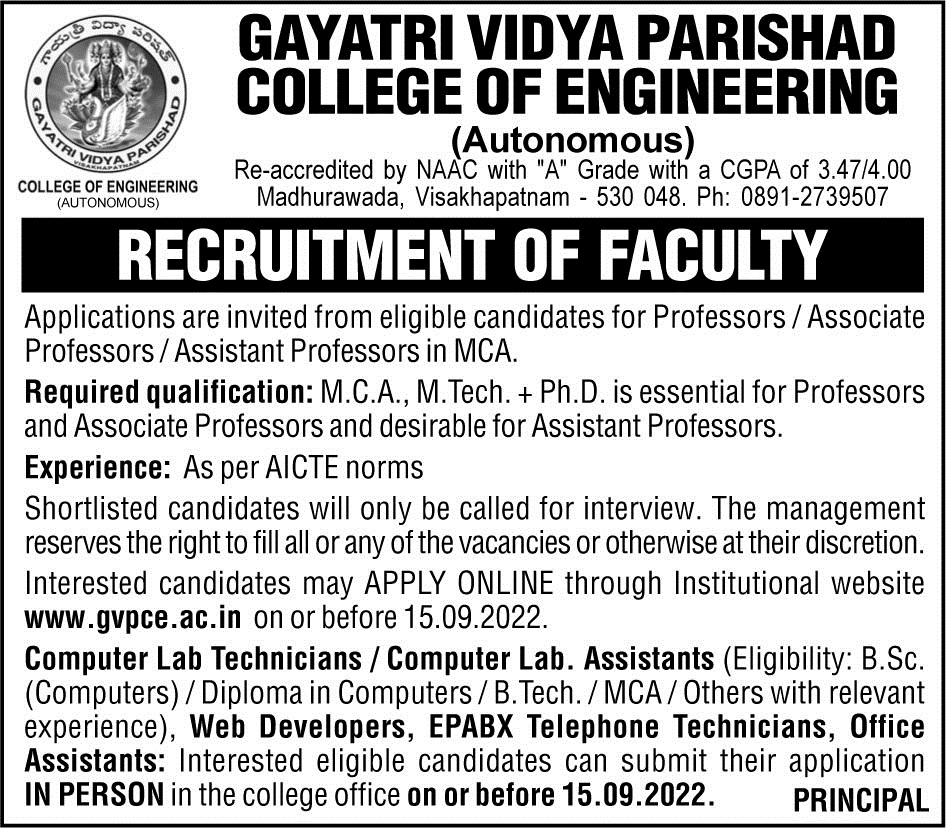 గాయత్రి విద్యా పరిషత్
GAYATRI VIDYA PARISHAD
VISAKHAPATNAM
COLLEGE OF ENGINEERING
(AUTONOMOUS)
GAYATRI VIDYA PARISHAD
COLLEGE OF ENGINEERING
(Autonomous)
Re-accredited by NAAC with "A" Grade with a CGPA of 3.47/4.00
Madhurawada, Visakhapatnam - 530 048. Ph: 0891-2739507
RECRUITMENT OF FACULTY
Applications are invited from eligible candidates for Professors / Associate
Professors / Assistant Professors in MCA.
Required qualification: M.C.A., M.Tech. + Ph.D. is essential for Professors
and Associate Professors and desirable for Assistant Professors.
Experience: As per AICTE norms
Shortlisted candidates will only be called for interview. The management
reserves the right to fill all or any of the vacancies or otherwise at their discretion.
Interested candidates may APPLY ONLINE through Institutional website
www.gvpce.ac.in on or before 15.09.2022.
Computer Lab Technicians / Computer Lab. Assistants (Eligibility: B.Sc.
(Computers) / Diploma in Computers / B.Tech. / MCA / Others with relevant
experience), Web Developers, EPABX Telephone Technicians, Office
Assistants: Interested eligible candidates can submit their application
IN PERSON in the college office on or before 15.09.2022. PRINCIPAL